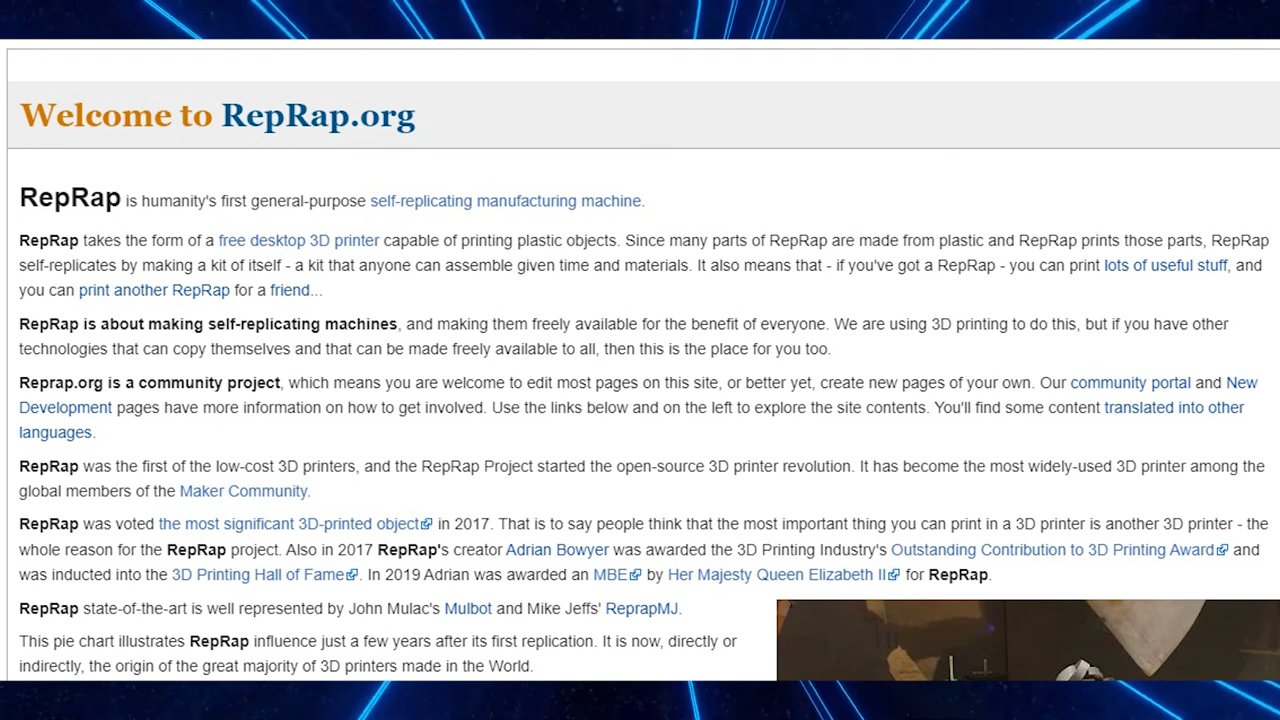 Welcome to RepRap.org
RepRap is humanity's first general-purpose self-replicating manufacturing machine.
RepRap takes the form of a free desktop 3D printer capable of printing plastic objects. Since many parts of RepRap are made from plastic and RepRap prints those parts, RepRap
self-replicates by making a kit of itself - a kit that anyone can assemble given time and materials. It also means that - if you've got a RepRap - you can print lots of useful stuff, and
you can print another RepRap for a friend...
RepRap is about making self-replicating machines, and making them freely available for the benefit of everyone. We are using 3D printing to do this, but if you have other
technologies that can copy themselves and that can be made freely available to all, then this is the place for you too.
Reprap.org is a community project, which means you are welcome to edit most pages on this site, or better yet, create new pages of your own. Our community portal and New
Development pages have more information on how to get involved. Use the links below and on the left to explore the site contents. You'll find some content translated into other
languages.
RepRap was the first of the low-cost 3D printers, and the RepRap Project started the open-source 3D printer revolution. It has become the most widely-used 3D printer among the
global members of the Maker Community.
RepRap was voted the most significant 3D-printed object in 2017. That is to say people think that the most important thing you can print in a 3D printer is another 3D printer - the
whole reason for the RepRap project. Also in 2017 RepRap's creator Adrian Bowyer was awarded the 3D Printing Industry's Outstanding Contribution to 3D Printing Award and
was inducted into the 3D Printing Hall of Fame. In 2019 Adrian was awarded an MBE by Her Majesty Queen Elizabeth II for RepRap.
RepRap state-of-the-art is well represented by John Mulac's Mulbot and Mike Jeffs' ReprapMJ.
This pie chart illustrates RepRap influence just a few years after its first replication. It is now, directly or
indirectly, the origin of the great majority of 3D printers made in the World.